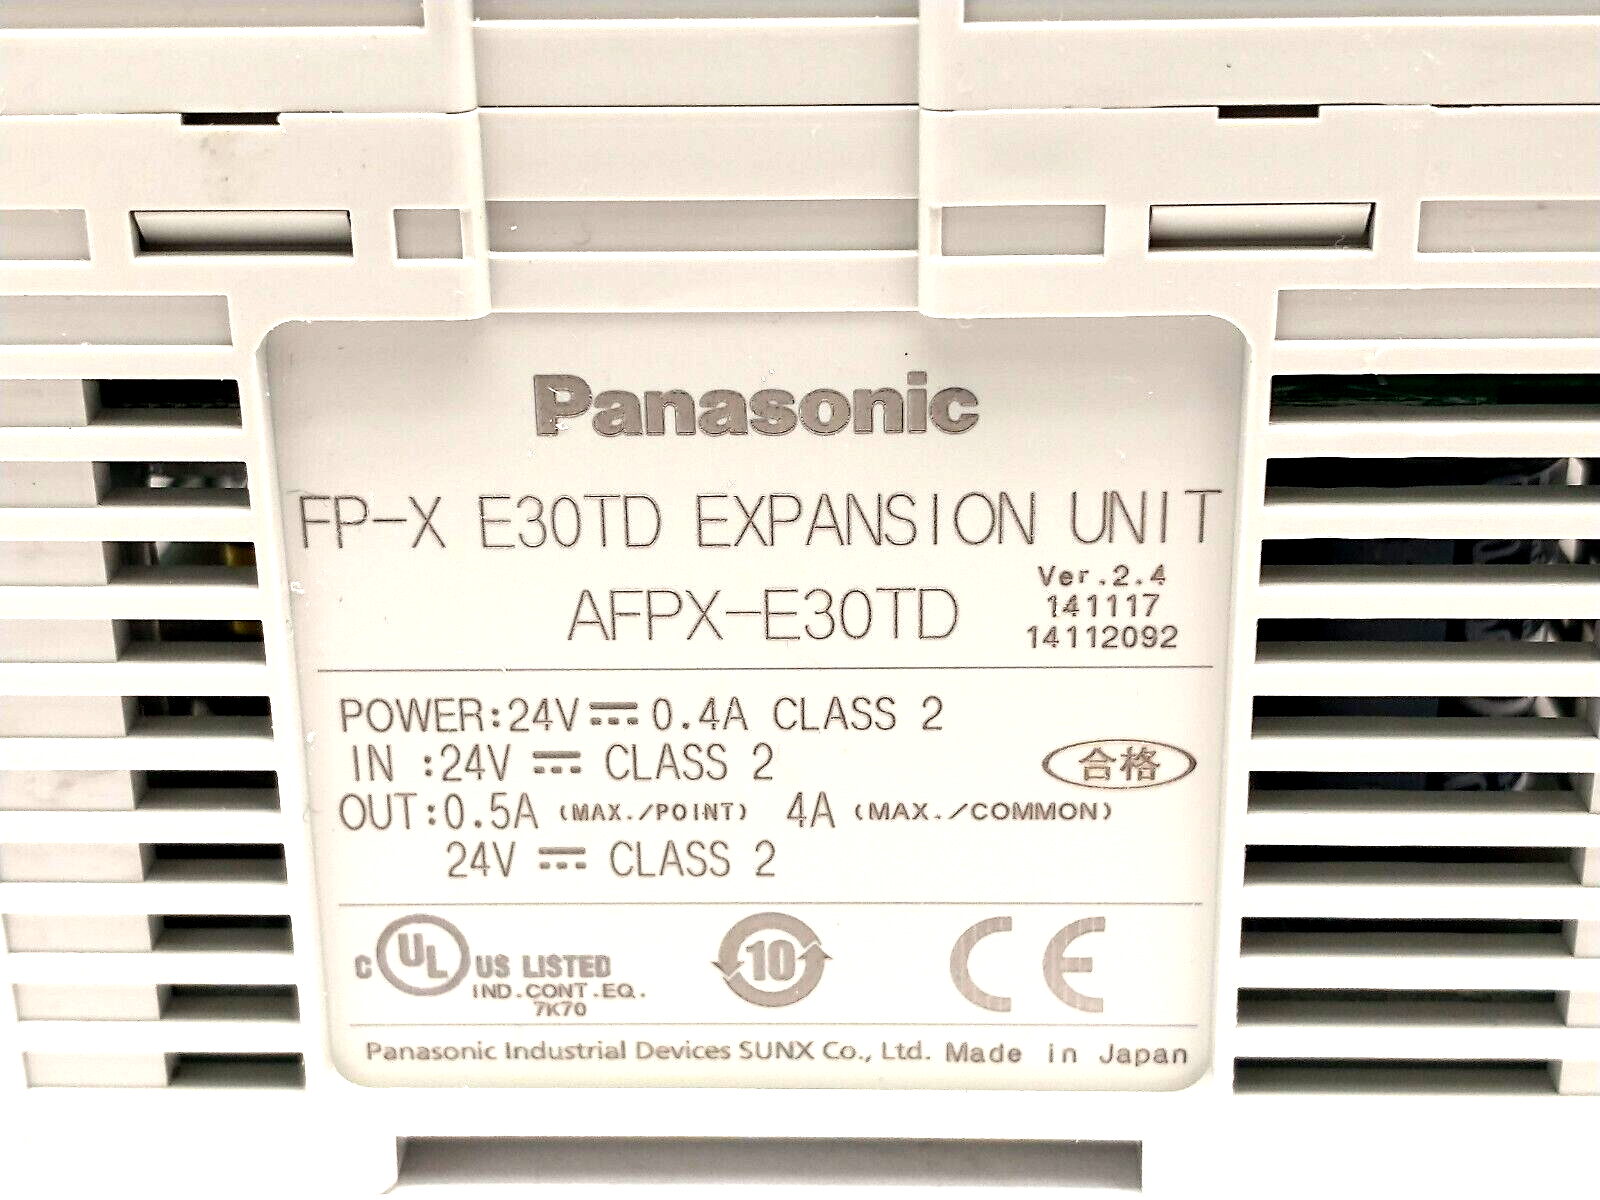 Panasonic
FP-X E30TD EXPANSION UNIT
AFPX-E30TD
Ver.2.4
141117
14112092
POWER:24V⎓0.4A CLASS 2
IN :24V ⎓ CLASS 2
合格
OUT:0.5A (MAX./POINT) 4A (MAX./COMMON)
24V ⎓ CLASS 2
C UL US LISTED
IND.CONT.EQ.
7K70
10
CE
Panasonic Industrial Devices SUNX Co., Ltd. Made in Japan